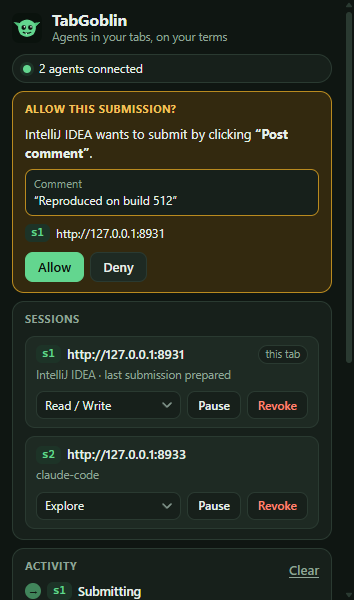 TabGoblin
Agents in your tabs, on your terms
2 agents connected
ALLOW THIS SUBMISSION?
IntelliJ IDEA wants to submit by clicking “Post
comment”.
Comment
“Reproduced on build 512”
s1 http://127.0.0.1:8931
Allow Deny
SESSIONS
s1 http://127.0.0.1:8931 this tab
IntelliJ IDEA · last submission prepared
Read / Write Pause Revoke
s2 http://127.0.0.1:8933
claude-code
Explore Pause Revoke
ACTIVITY Clear
s1 Submitting